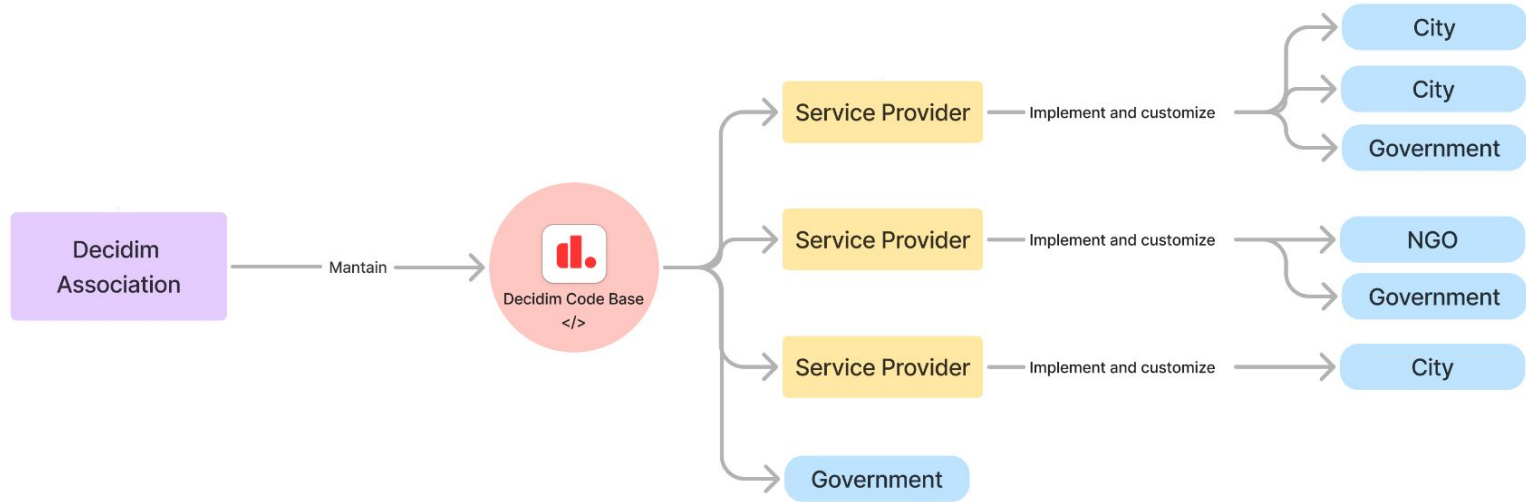 Decidim
Association
Mantain
Decidim Code Base
</>
Service Provider
Implement and customize
City
City
Government
Service Provider
Implement and customize
NGO
Government
Service Provider
Implement and customize
City
Government